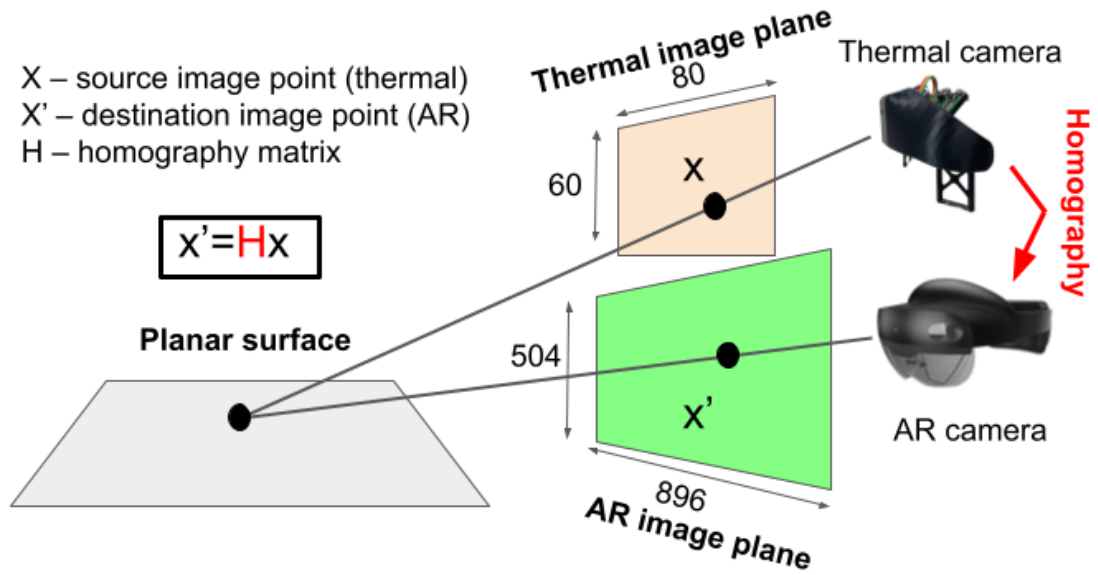 X – source image point (thermal)
X’ – destination image point (AR)
H – homography matrix
x’=Hx
Planar surface
Thermal image plane
80
60
x
Thermal camera
Homography
504
x’
896
AR image plane
AR camera